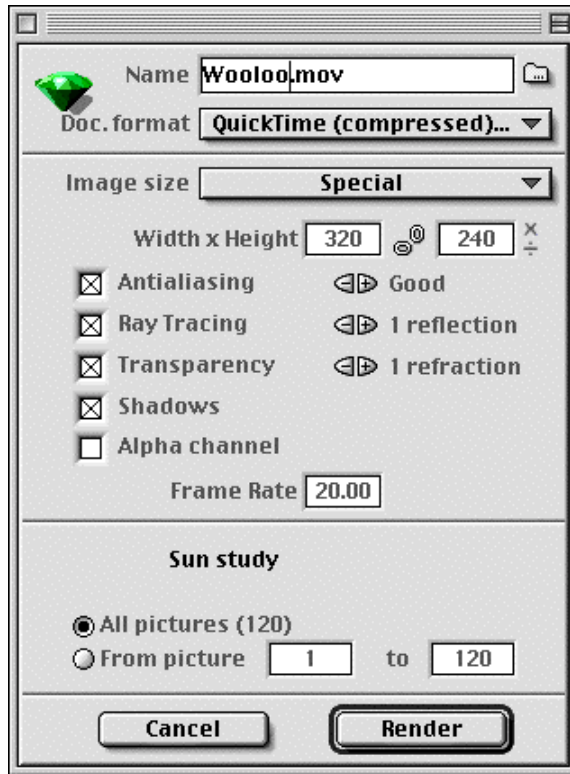 Name Wooloo.mov
Doc. format QuickTime (compressed)...
Image size Special
Width x Height 320 240
Antialiasing Good
Ray Tracing 1 reflection
Transparency 1 refraction
Shadows
Alpha channel
Frame Rate 20.00
Sun study
All pictures (120)
From picture 1 to 120
Cancel Render